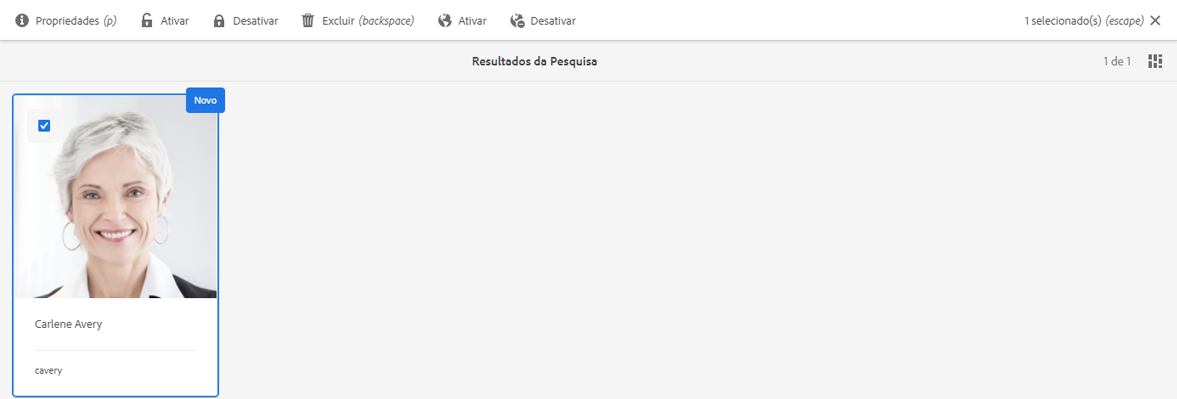 Propriedades (p) Ativar Desativar Excluir (backspace) Ativar Desativar 1 selecionado(s) (escape)
Resultados da Pesquisa 1 de 1
Novo
Carlene Avery
cavery